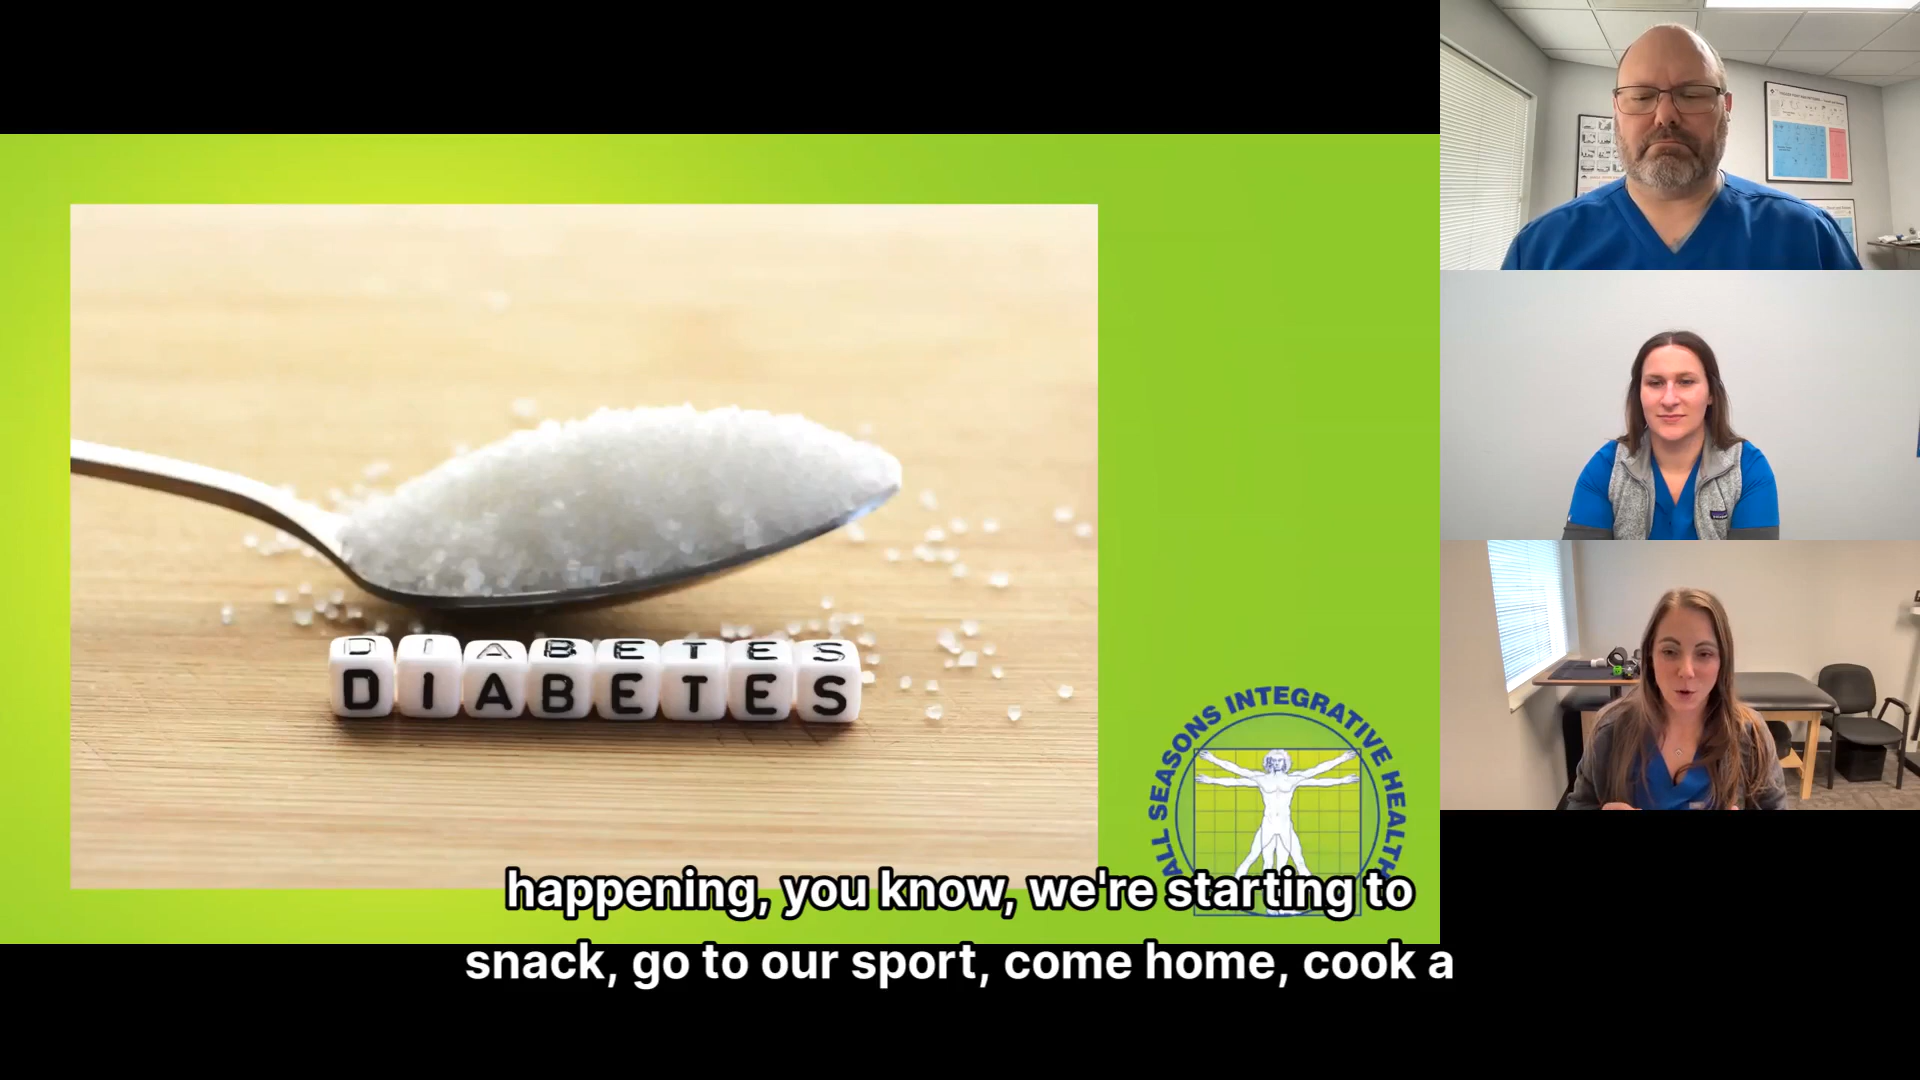 DIABETES
ALL SEASONS INTEGRATIVE HEALTH
happening, you know, we're starting to
snack, go to our sport, come home, cook a